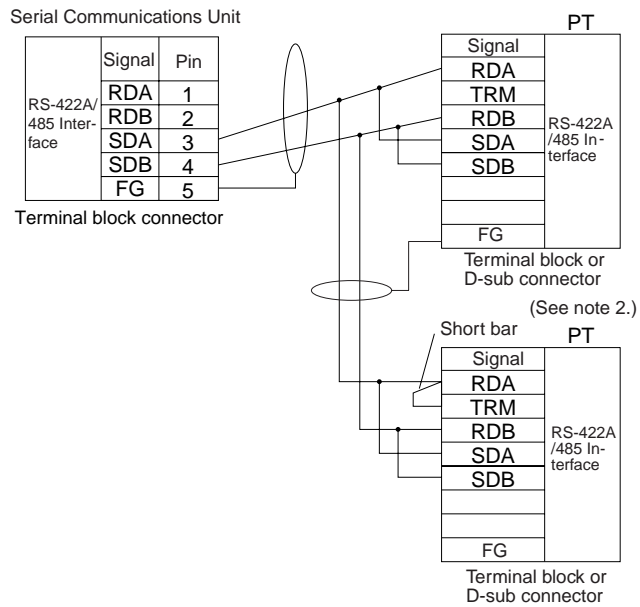 Serial Communications Unit
RS-422A/
485 Inter-
face
Signal Pin
RDA 1
RDB 2
SDA 3
SDB 4
FG 5
Terminal block connector
PT
Signal
RDA
TRM
RDB
SDA
SDB
FG
RS-422A
/485 In-
terface
Terminal block or
D-sub connector
(See note 2.)
Short bar
PT
Signal
RDA
TRM
RDB
SDA
SDB
FG
RS-422A
/485 In-
terface
Terminal block or
D-sub connector